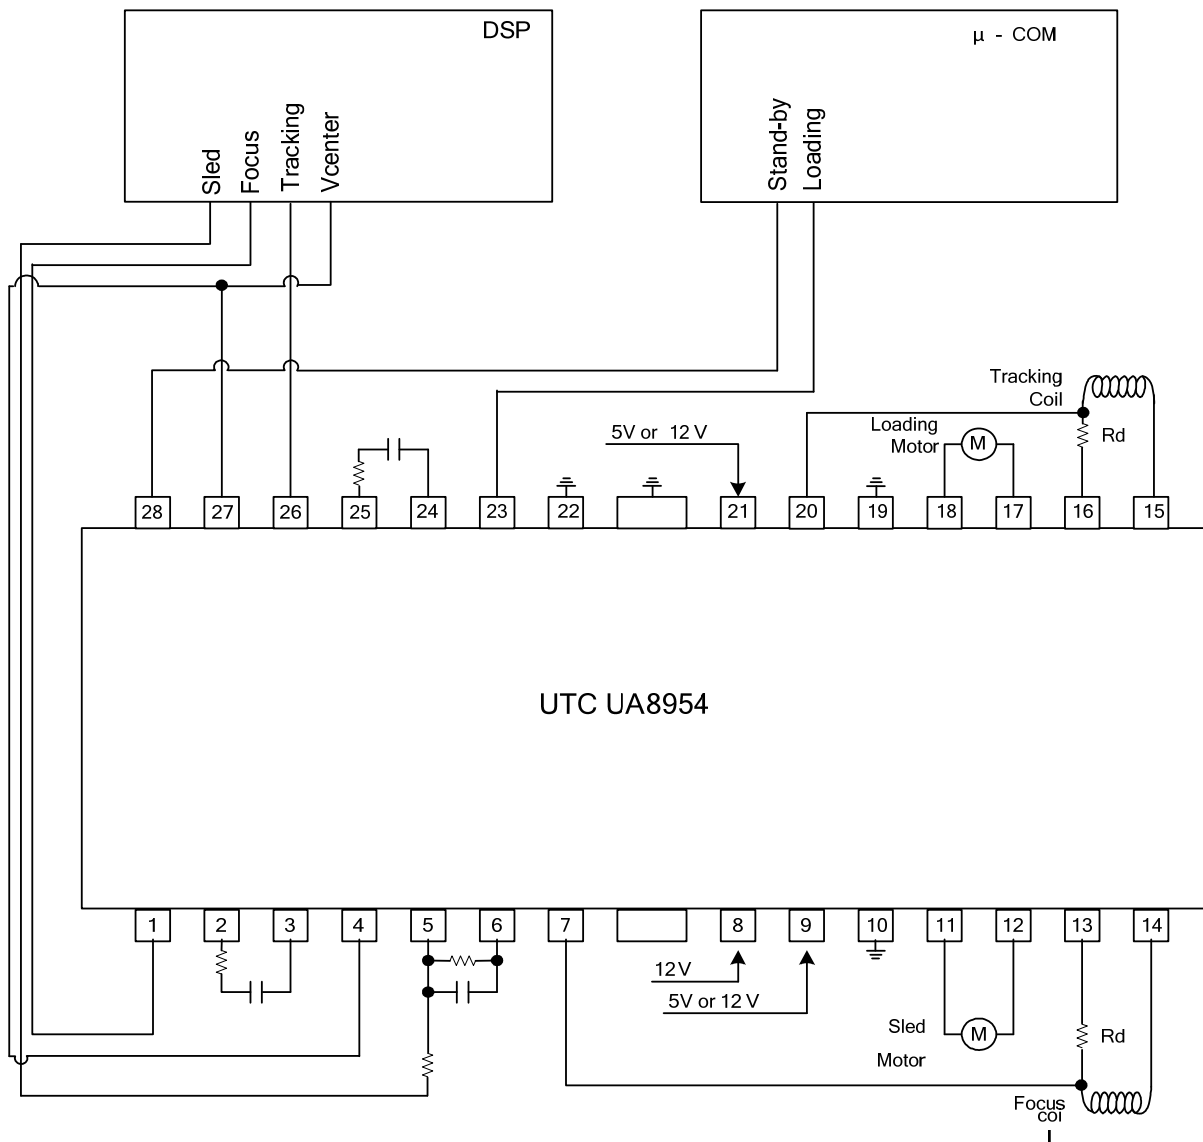 DSP
μ - COM
Sled
Focus
Tracking
Vcenter
Stand-by
Loading
Tracking
Coil
Rd
Loading
Motor
M
5V or 12 V
28 27 26 25 24 23 22 21 20 19 18 17 16 15
UTC UA8954
1 2 3 4 5 6 7 8 9 10 11 12 13 14
12 V
5V or 12 V
Sled
Motor
M
Rd
Focus
coi
l